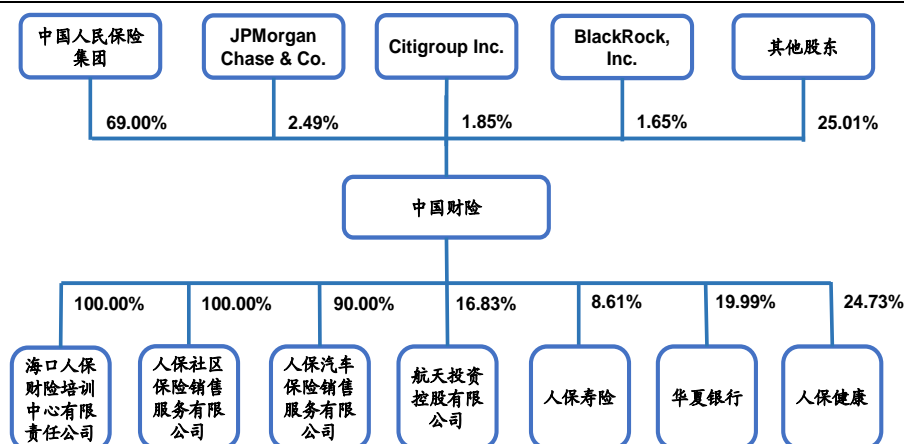 中国人民保险
集团
JPMorgan
Chase & Co.
Citigroup Inc.
BlackRock,
Inc.
其他股东
69.00%
2.49%
1.85%
1.65%
25.01%
中国财险
100.00%
100.00%
90.00%
16.83%
8.61%
19.99%
24.73%
海口人保
财险培训
中心有限
责任公司
人保社区
保险销售
服务有限
公司
人保汽车
保险销售
服务有限
公司
航天投资
控股有限
公司
人保寿险
华夏银行
人保健康